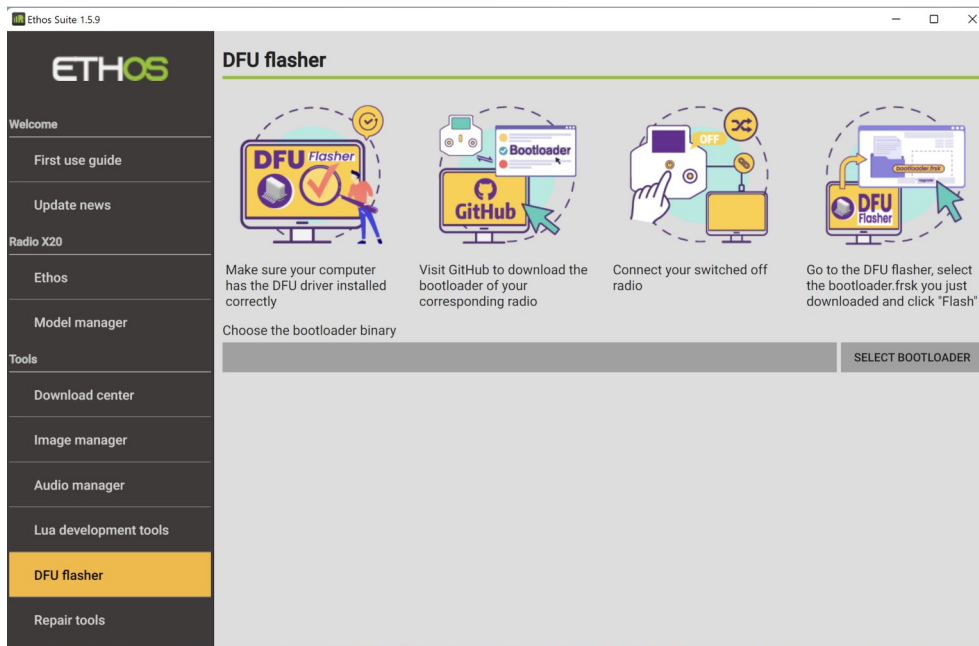 Ethos Suite 1.5.9
ETHOS
Welcome
First use guide
Update news
Radio X20
Ethos
Model manager
Tools
Download center
Image manager
Audio manager
Lua development tools
DFU flasher
Repair tools
DFU flasher
DFU Flasher
Bootloader
GitHub
OFF
bootloader.frsk
DFU
Flasher
Make sure your computer
has the DFU driver installed
correctly
Visit GitHub to download the
bootloader of your
corresponding radio
Connect your switched off
radio
Go to the DFU flasher, select
the bootloader.frsk you just
downloaded and click "Flash"
Choose the bootloader binary
SELECT BOOTLOADER